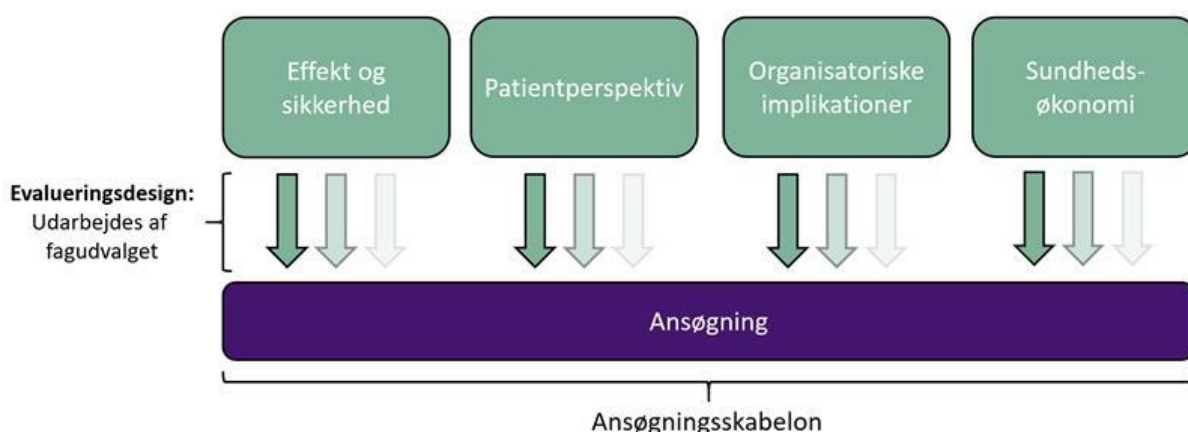 Effekt og
sikkerhed
Patientperspektiv
Organisatoriske
implikationer
Sundheds-
økonomi
Evalueringsdesign:
Udarbejdes af
fagudvalget
Ansøgning
Ansøgningsskabelon